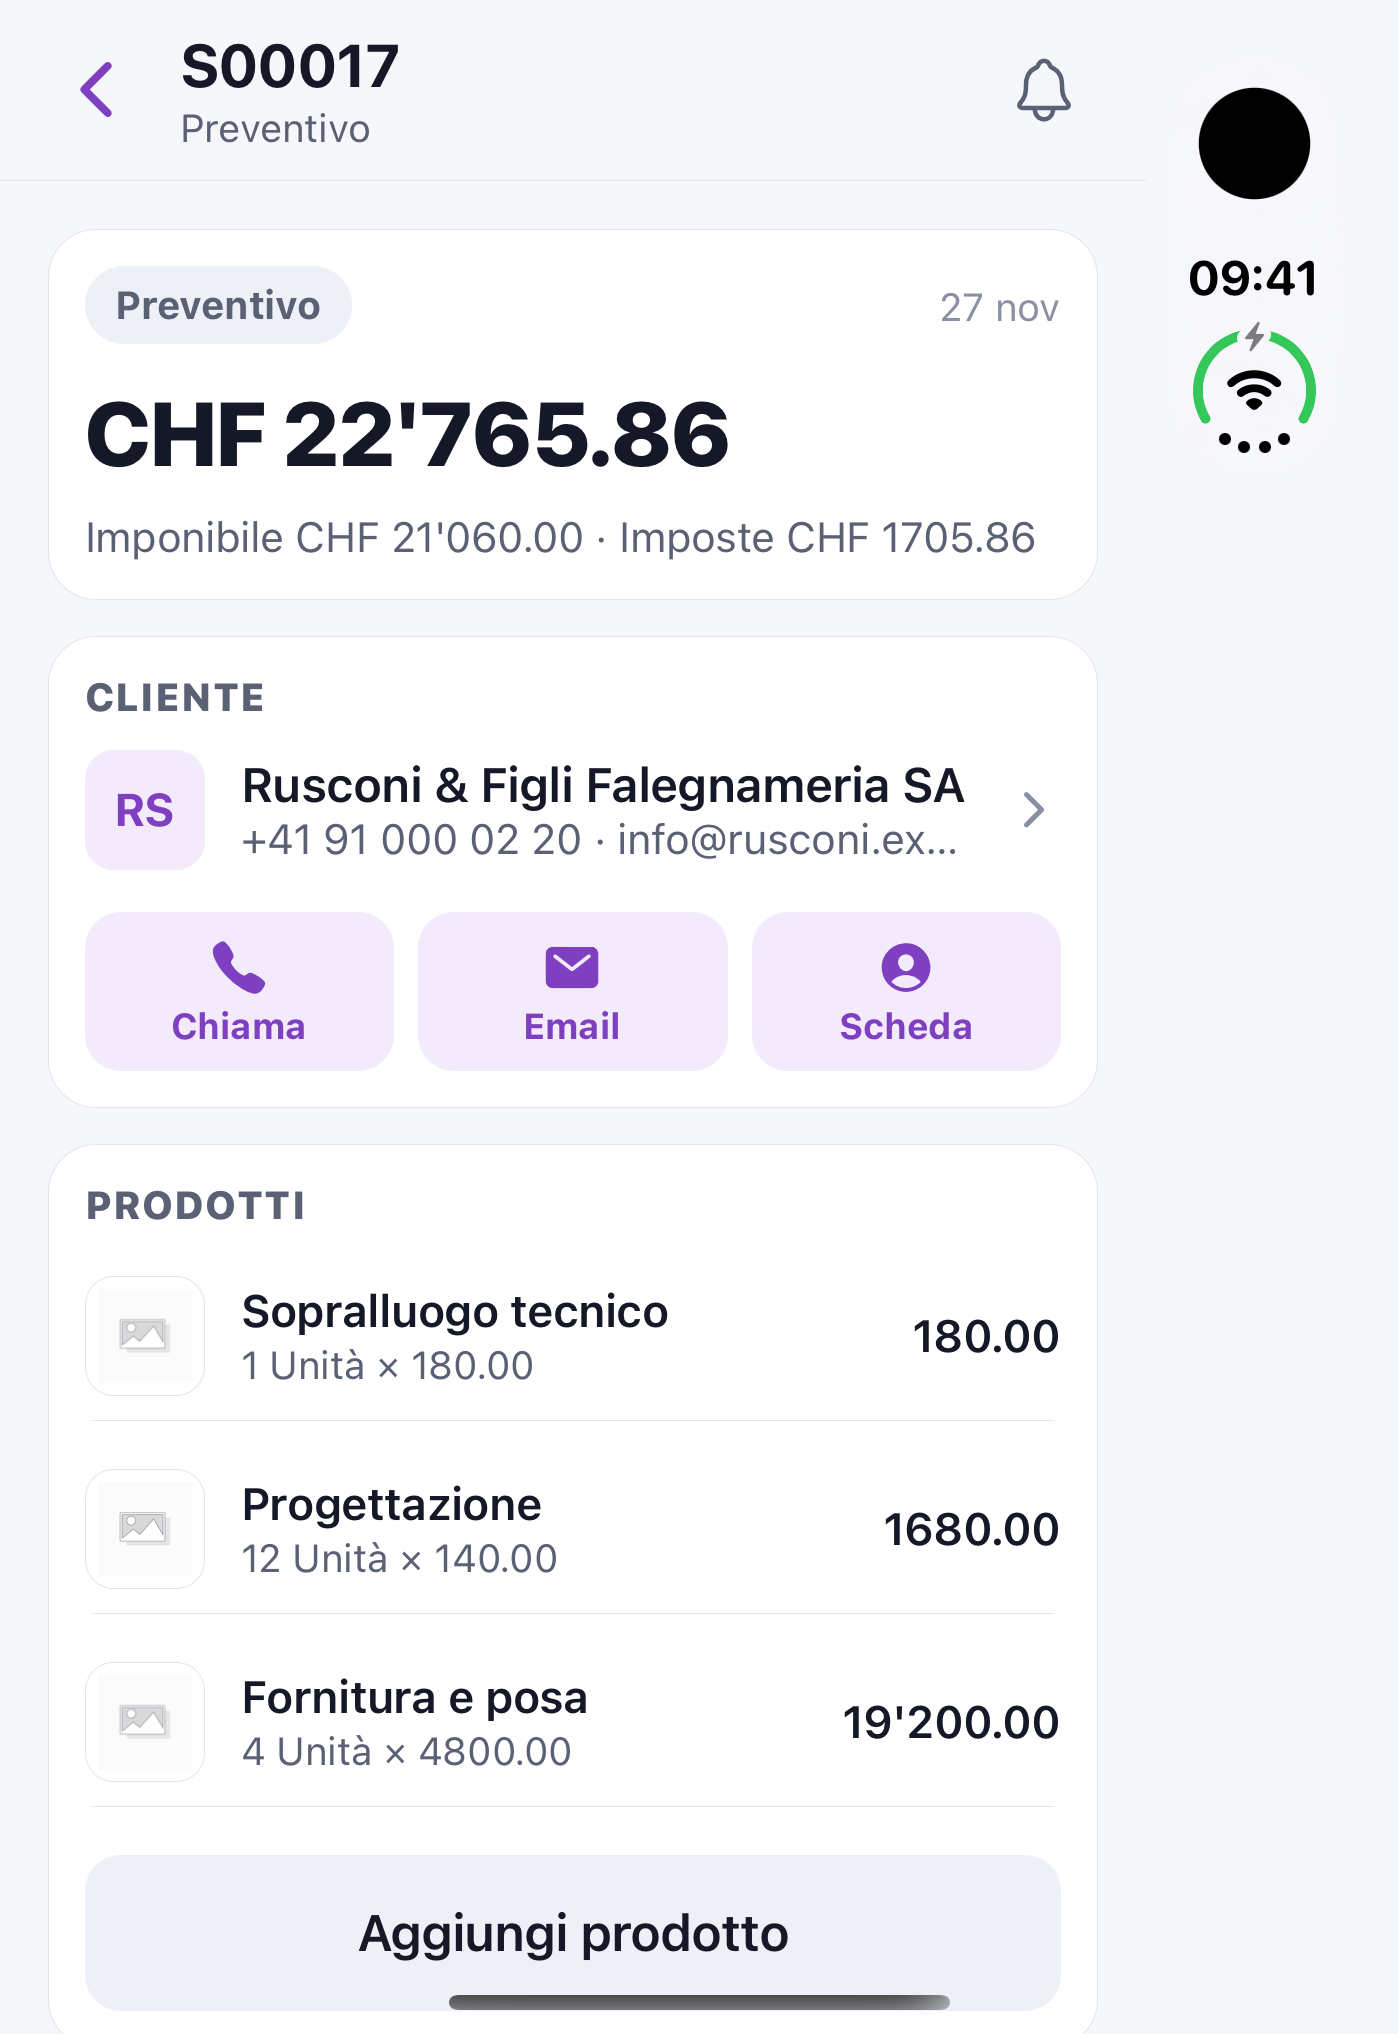 S00017
Preventivo
09:41
Preventivo
27 nov
CHF 22'765.86
Imponibile CHF 21'060.00 · Imposte CHF 1705.86
CLIENTE
RS
Rusconi & Figli Falegnameria SA
+41 91 000 02 20 · info@rusconi.ex...
Chiama
Email
Scheda
PRODOTTI
Sopralluogo tecnico
1 Unità × 180.00
180.00
Progettazione
12 Unità × 140.00
1680.00
Fornitura e posa
4 Unità × 4800.00
19'200.00
Aggiungi prodotto